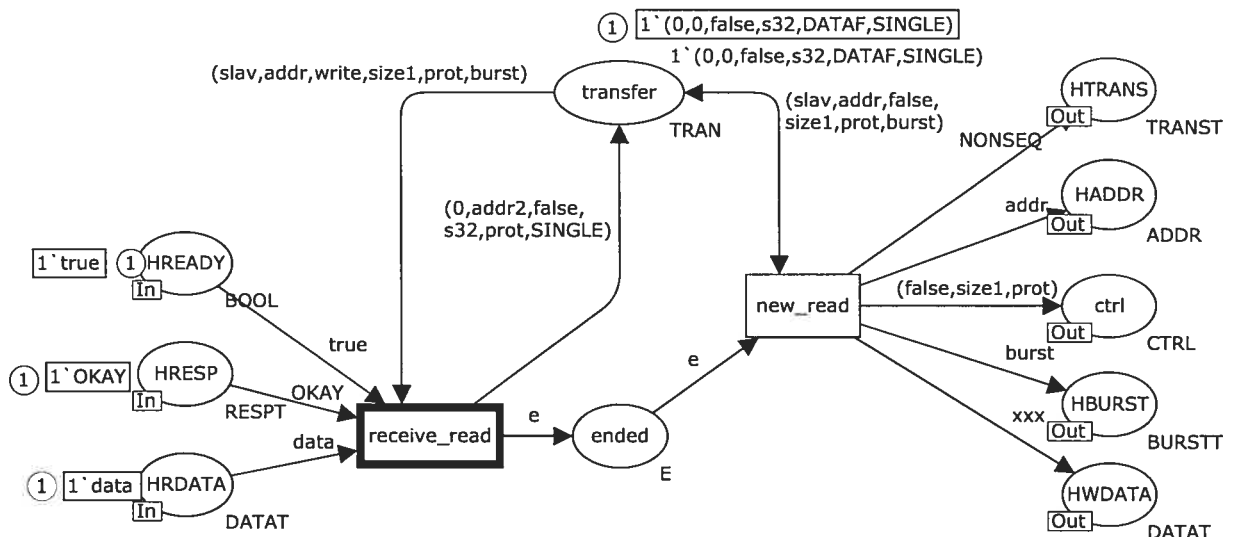 1 1`(0,0,false,s32,DATAF,SINGLE)
1`(0,0,false,s32,DATAF,SINGLE)
(slav,addr,write,size1,prot,burst)
transfer
TRAN
(slav,addr,false,
size1,prot,burst)
HTRANS
Out
TRANST
NONSEQ
(0,addr2,false,
s32,prot,SINGLE)
addr
HADDR
Out
ADDR
1`true 1 HREADY
In
BOOL
true
new_read
(false,size1,prot)
ctrl
Out
CTRL
1 1`OKAY HRESP
In
RESPT
OKAY
e
burst
HBURST
Out
BURSTT
receive_read
e
ended
E
data
1 1`data HRDATA
In
DATAT
xxx
HWDATA
Out
DATAT